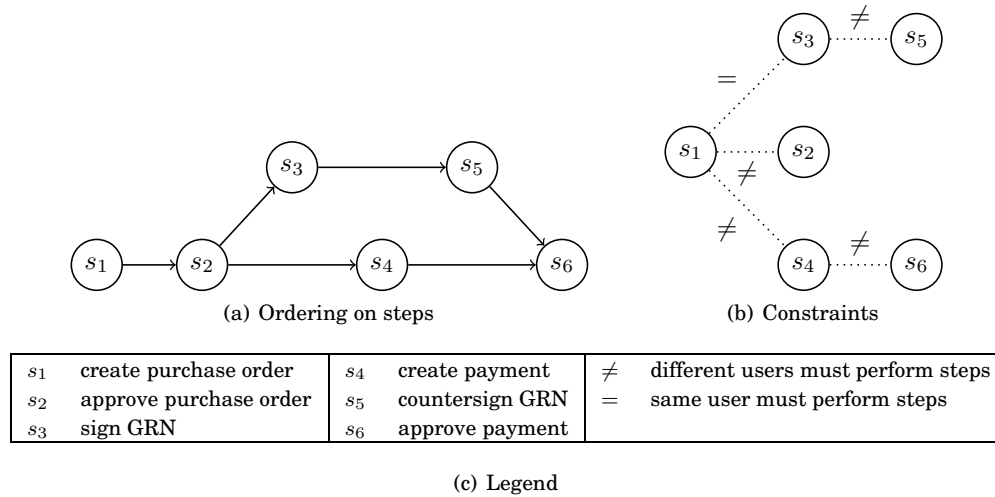 s3 ≠ s5
=
s1 ≠ s2
≠
s4 ≠ s6
s3 s5
s1 s2 s4 s6
(a) Ordering on steps
(b) Constraints
s1 create purchase order s4 create payment ≠ different users must perform steps
s2 approve purchase order s5 countersign GRN = same user must perform steps
s3 sign GRN s6 approve payment
(c) Legend